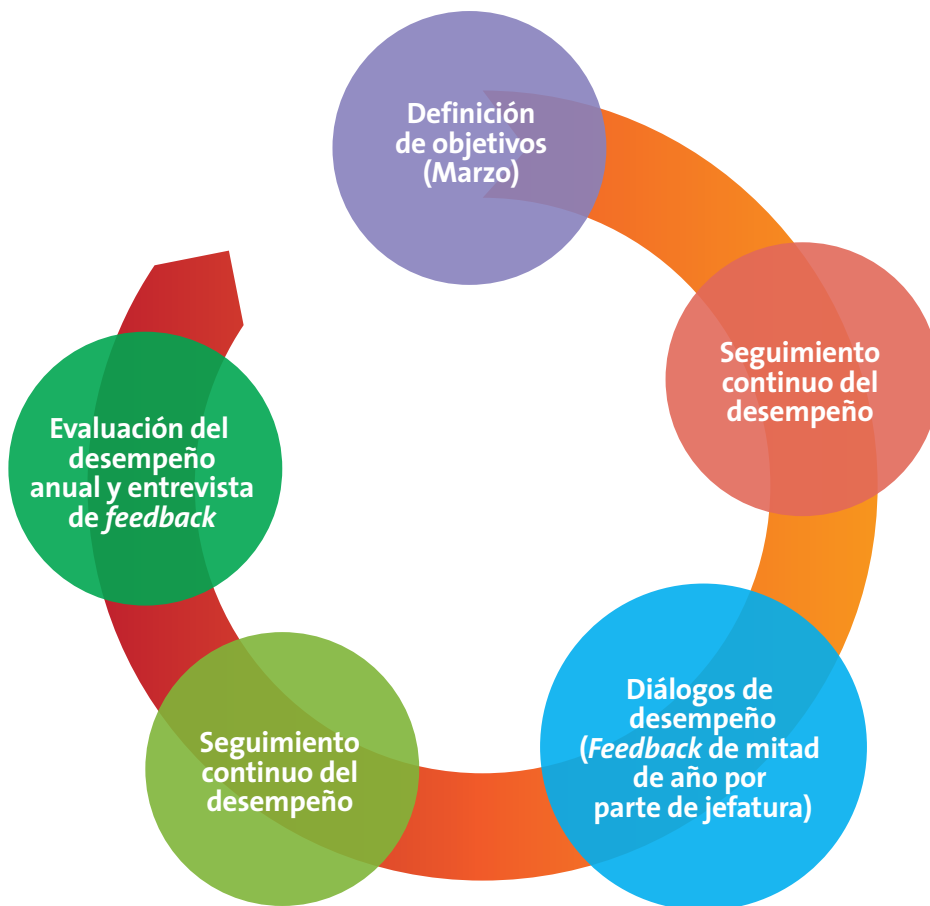 Definición
de objetivos
(Marzo)
Seguimiento
continuo del
desempeño
Diálogos de
desempeño
(Feedback de mitad
de año por
parte de jefatura)
Seguimiento
continuo del
desempeño
Evaluación del
desempeño
anual y entrevista
de feedback